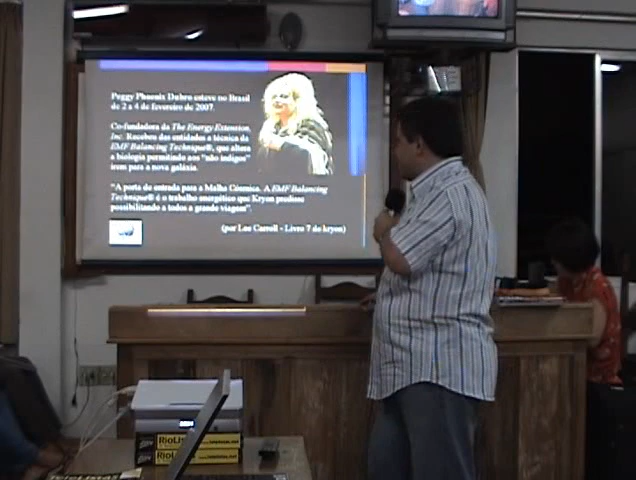 Peggy Phoenix Dubro esteve no Brasil
de 2 a 4 de fevereiro de 2007.
Co-fundadora da The Energy Extension,
Inc. Recebeu das entidades a técnica da
EMF Balancing Technique®, que altera
a biologia permitindo aos "não índigos"
irem para a nova galáxia.
"A porta de entrada para a Malha Cósmica. A EMF Balancing
Technique® é o trabalho energético que Kryon predisse
possibilitando a todos a grande viagem".
(por Lee Carroll - Livro 7 de kryon)
RioLis
RioLis